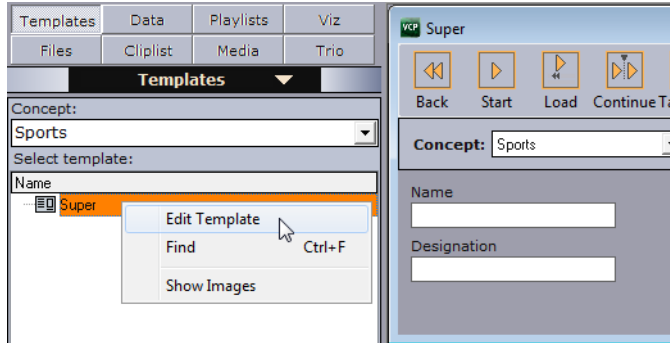 Templates Data Playlists Viz
Files Cliplist Media Trio
Templates
Concept:
Sports
Select template:
Name
Super
Edit Template
Find Ctrl+F
Show Images
VCP Super
Back Start Load Continue Ta
Concept: Sports
Name
Designation